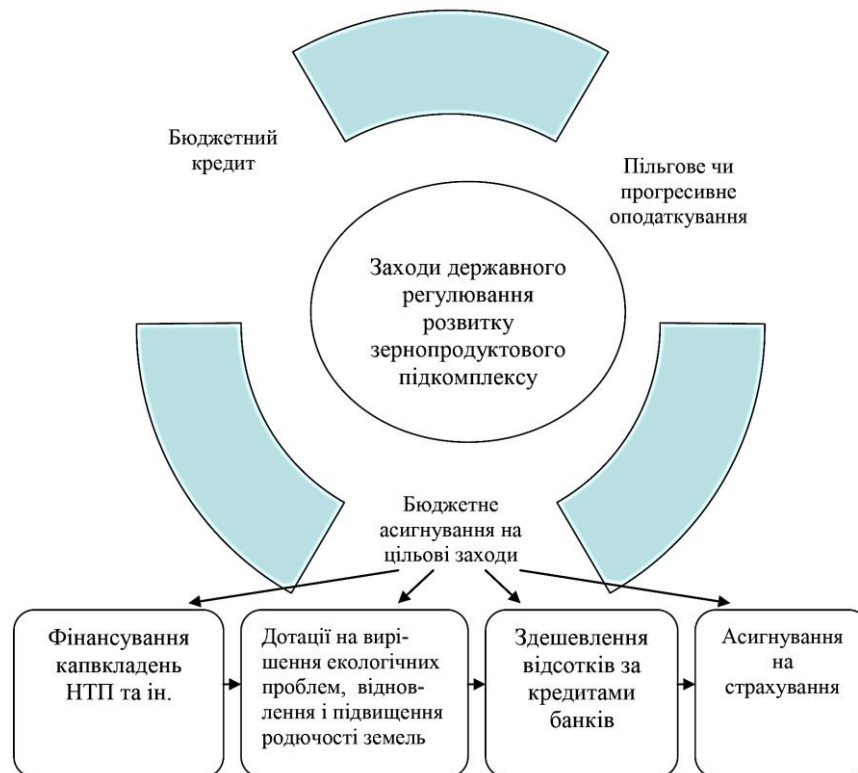 Бюджетний
кредит
Пільгове чи
прогресивне
оподаткування
Заходи державного
регулювання
розвитку
зернопродуктового
підкомплексу
Бюджетне
асигнування на
цільові заходи
Фінансування
капвкладень
НТП та ін.
Дотації на вирі-
шення екологічних
проблем, віднов-
лення і підвищення
родючості земель
Здешевлення
відсотків за
кредитами
банків
Асигнування
на
страхування